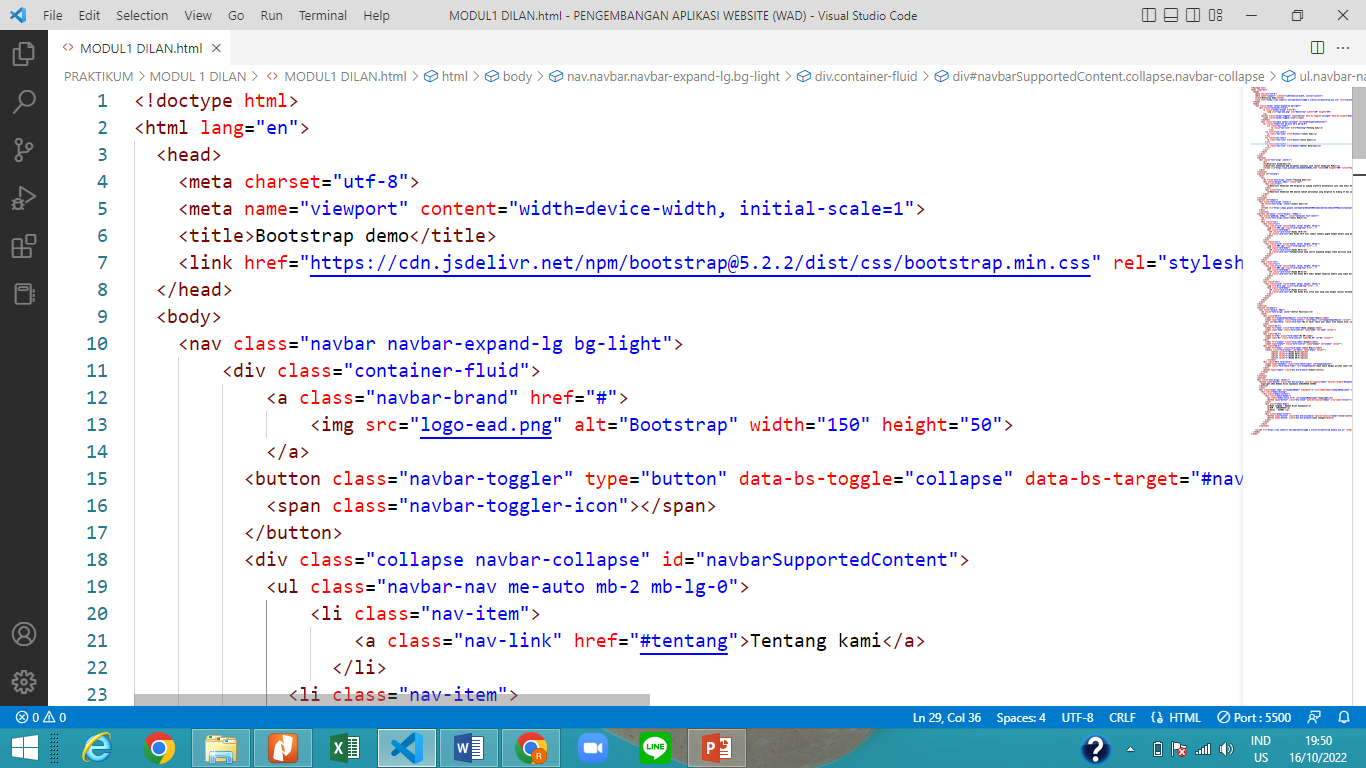 File Edit Selection View Go Run Terminal Help MODUL1 DILAN.html - PENGEMBANGAN APLIKASI WEBSITE (WAD) - Visual Studio Code
MODUL1 DILAN.html
PRAKTIKUM > MODUL 1 DILAN > MODUL1 DILAN.html > html > body > nav.navbar.navbar-expand-lg.bg-light > div.container-fluid > div#navbarSupportedContent.collapse.navbar-collapse > ul.navbar-na
1 <!doctype html>
2 <html lang="en">
3 <head>
4 <meta charset="utf-8">
5 <meta name="viewport" content="width=device-width, initial-scale=1">
6 <title>Bootstrap demo</title>
7 <link href="https://cdn.jsdelivr.net/npm/bootstrap@5.2.2/dist/css/bootstrap.min.css" rel="stylesh
8 </head>
9 <body>
10 <nav class="navbar navbar-expand-lg bg-light">
11 <div class="container-fluid">
12 <a class="navbar-brand" href="#">
13 <img src="logo-ead.png" alt="Bootstrap" width="150" height="50">
14 </a>
15 <button class="navbar-toggler" type="button" data-bs-toggle="collapse" data-bs-target="#nav
16 <span class="navbar-toggler-icon"></span>
17 </button>
18 <div class="collapse navbar-collapse" id="navbarSupportedContent">
19 <ul class="navbar-nav me-auto mb-2 mb-lg-0">
20 <li class="nav-item">
21 <a class="nav-link" href="#tentang">Tentang kami</a>
22 </li>
23 <li class="nav-item">
0 0 Ln 29, Col 36 Spaces: 4 UTF-8 CRLF HTML Port : 5500
IND 19:50
US 16/10/2022